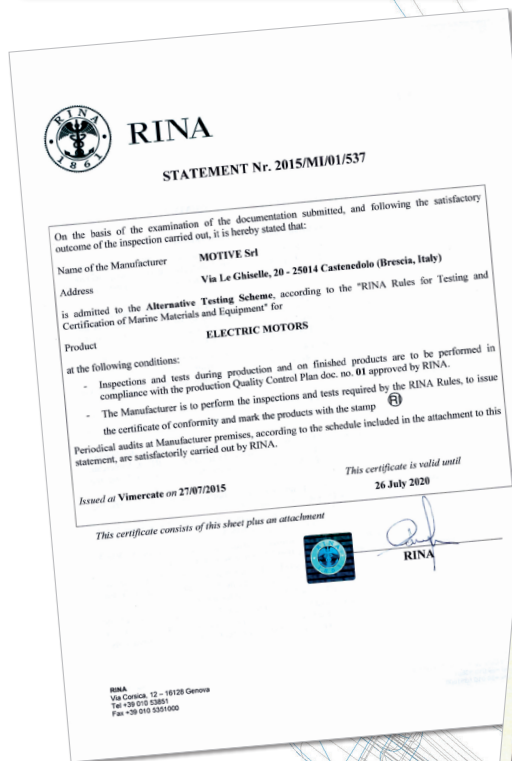 RINA
1861
RINA
STATEMENT Nr. 2015/MI/01/537
On the basis of the examination of the documentation submitted, and following the satisfactory
outcome of the inspection carried out, it is hereby stated that:
Name of the Manufacturer MOTIVE Srl
Address Via Le Ghiselle, 20 - 25014 Castenedolo (Brescia, Italy)
is admitted to the Alternative Testing Scheme, according to the "RINA Rules for Testing and
Certification of Marine Materials and Equipment" for
Product ELECTRIC MOTORS
at the following conditions:
- Inspections and tests during production and on finished products are to be performed in
compliance with the production Quality Control Plan doc. no. 01 approved by RINA.
- The Manufacturer is to perform the inspections and tests required by the RINA Rules, to issue
the certificate of conformity and mark the products with the stamp
Periodical audits at Manufacturer premises, according to the schedule included in the attachment to this
statement, are satisfactorily carried out by RINA.
This certificate is valid until
Issued at Vimercate on 27/07/2015 26 July 2020
This certificate consists of this sheet plus an attachment
RINA
RINA
Via Corsica, 12 – 16128 Genova
Tel +39 010 53851
Fax +39 010 5351000